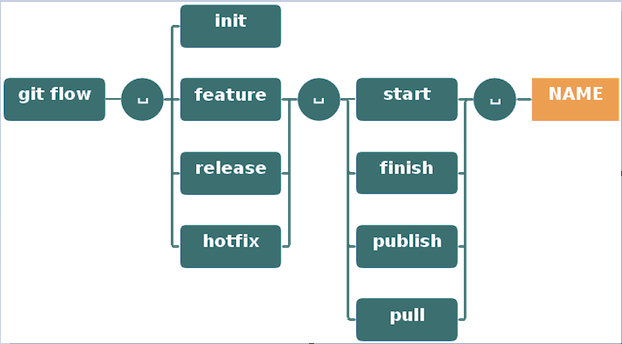 init
git flow ␣ feature ␣ start ␣ NAME
release finish
hotfix publish
pull